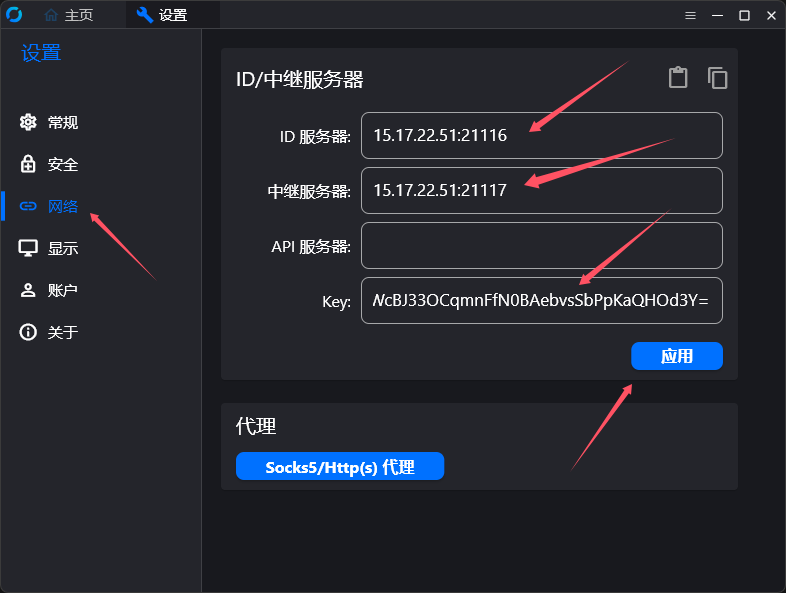 主页
设置
设置
常规
安全
网络
显示
账户
关于
ID/中继服务器
ID 服务器: 15.17.22.51:21116
中继服务器: 15.17.22.51:21117
API 服务器:
Key: WcBJ33OCqmnFfN0BAebvsSbPpKaQHOd3Y=
应用
代理
Socks5/Http(s) 代理